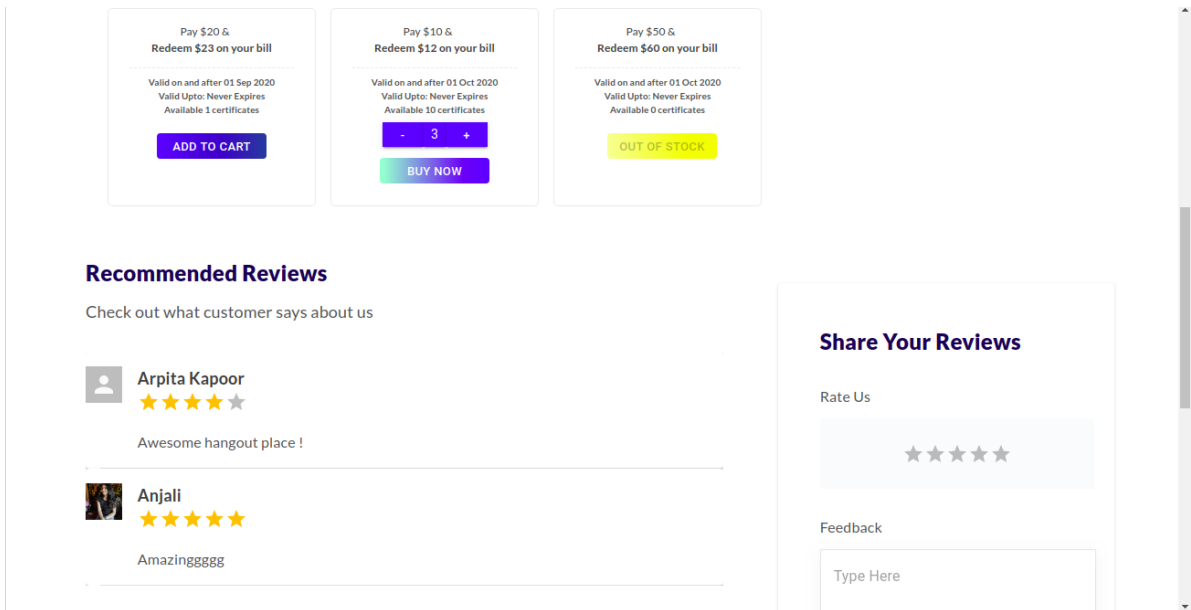 Pay $20 &
Redeem $23 on your bill
Valid on and after 01 Sep 2020
Valid Upto: Never Expires
Available 1 certificates
ADD TO CART
Pay $10 &
Redeem $12 on your bill
Valid on and after 01 Oct 2020
Valid Upto: Never Expires
Available 10 certificates
- 3 +
BUY NOW
Pay $50 &
Redeem $60 on your bill
Valid on and after 01 Oct 2020
Valid Upto: Never Expires
Available 0 certificates
OUT OF STOCK
Recommended Reviews
Check out what customer says about us
Arpita Kapoor
Awesome hangout place !
Anjali
Amazinggggg
Share Your Reviews
Rate Us
Feedback
Type Here